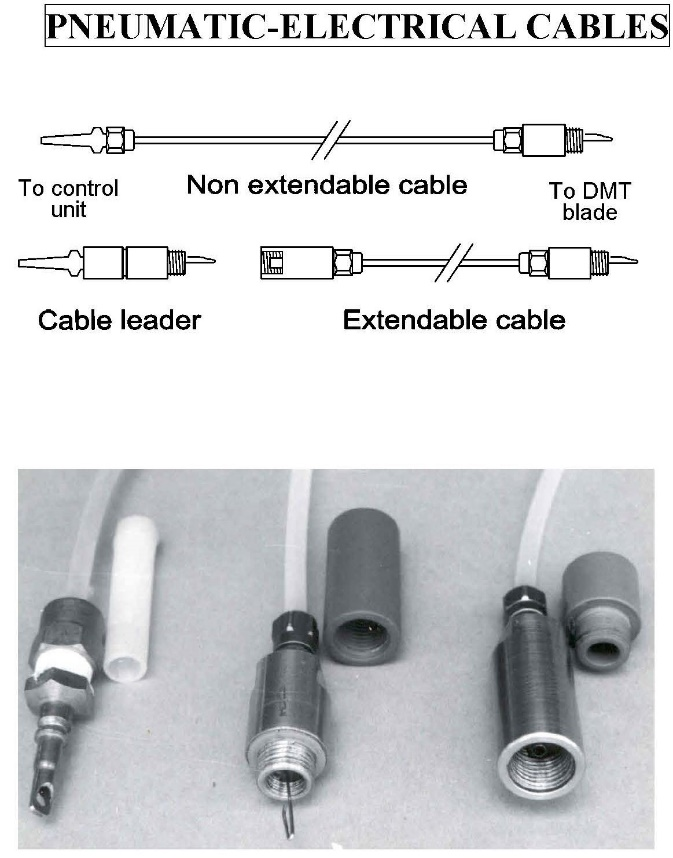 PNEUMATIC-ELECTRICAL CABLES
To control
unit
Non extendable cable
To DMT
blade
Cable leader
Extendable cable